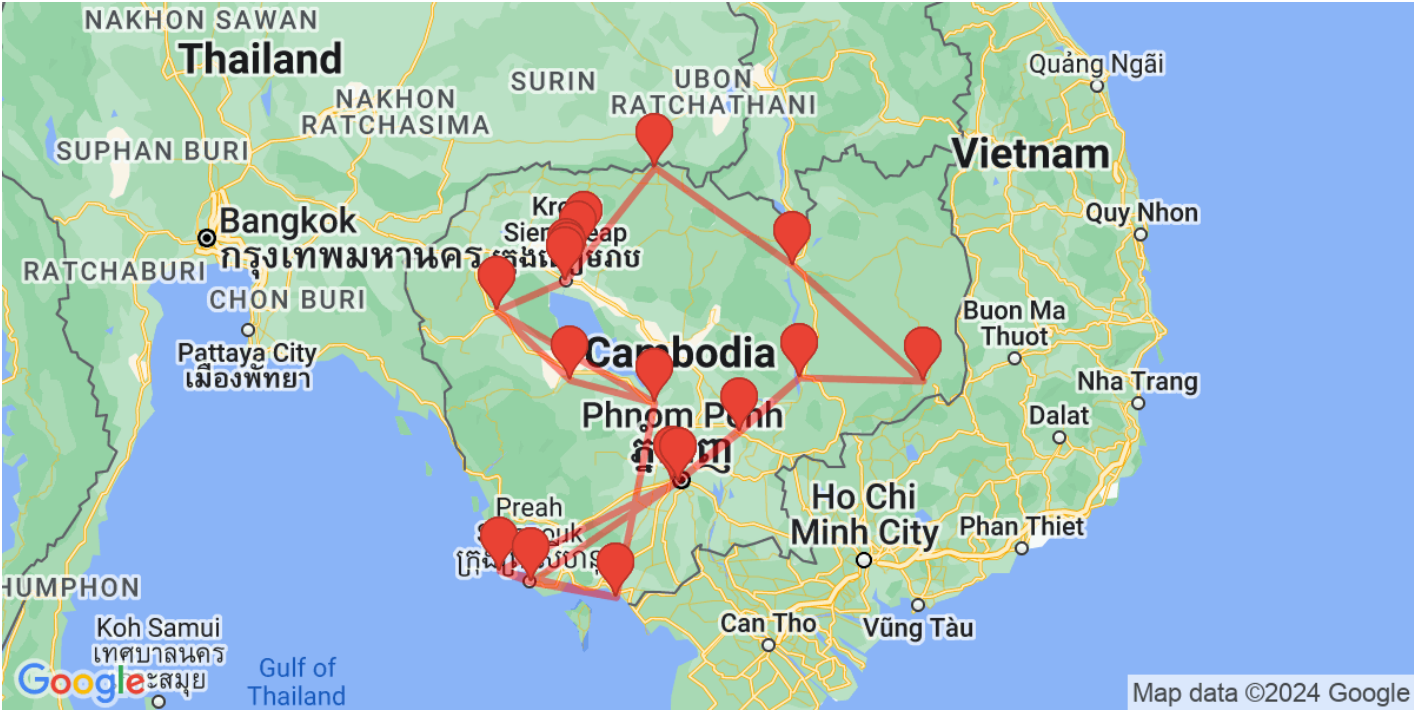 NAKHON SAWAN
Thailand
SURIN
UBON
RATCHATHANI
Quảng Ngãi
NAKHON
RATCHASIMA
SUPHAN BURI
Vietnam
Bangkok
กรุงเทพมหานคร
Quy Nhon
RATCHABURI
CHON BURI
Buon Ma
Thuot
Pattaya City
เมืองพัทยา
Cambodia
Nha Trang
Phnom Penh
Dalat
Preah
Ho Chi
Minh City
Phan Thiet
HUMPHON
Can Tho
Vũng Tàu
Koh Samui
เทศบาลนคร
Gulf of
Thailand
Google
Map data ©2024 Google